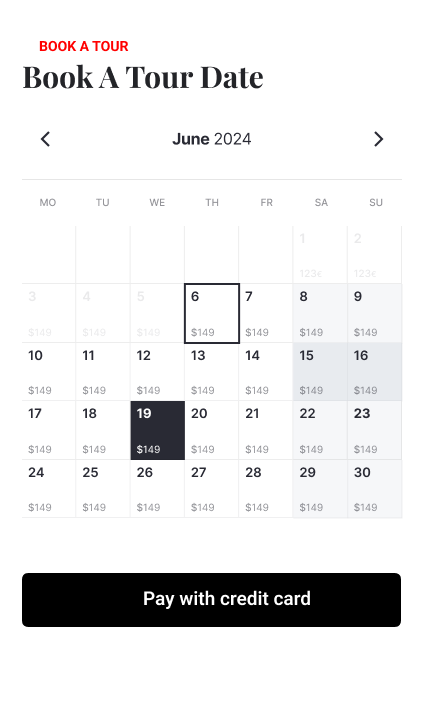 BOOK A TOUR
Book A Tour Date
June 2024
MO TU WE TH FR SA SU
1 2
123€ 123€
3 4 5 6 7 8 9
$149 $149 $149 $149 $149 $149 $149
10 11 12 13 14 15 16
$149 $149 $149 $149 $149 $149 $149
17 18 19 20 21 22 23
$149 $149 $149 $149 $149 $149 $149
24 25 26 27 28 29 30
$149 $149 $149 $149 $149 $149 $149
Pay with credit card